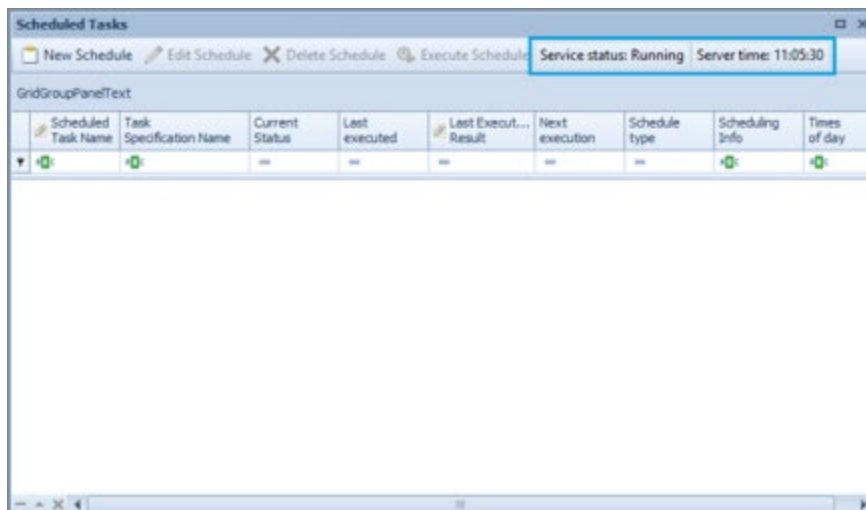 Scheduled Tasks
New Schedule Edit Schedule Delete Schedule Execute Schedule Service status: Running Server time: 11:05:30
GridGroupPanelText
Scheduled Task Current Last Last Execut... Next Schedule Scheduling Times
Task Name Specification Name Status executed Result execution type Info of day